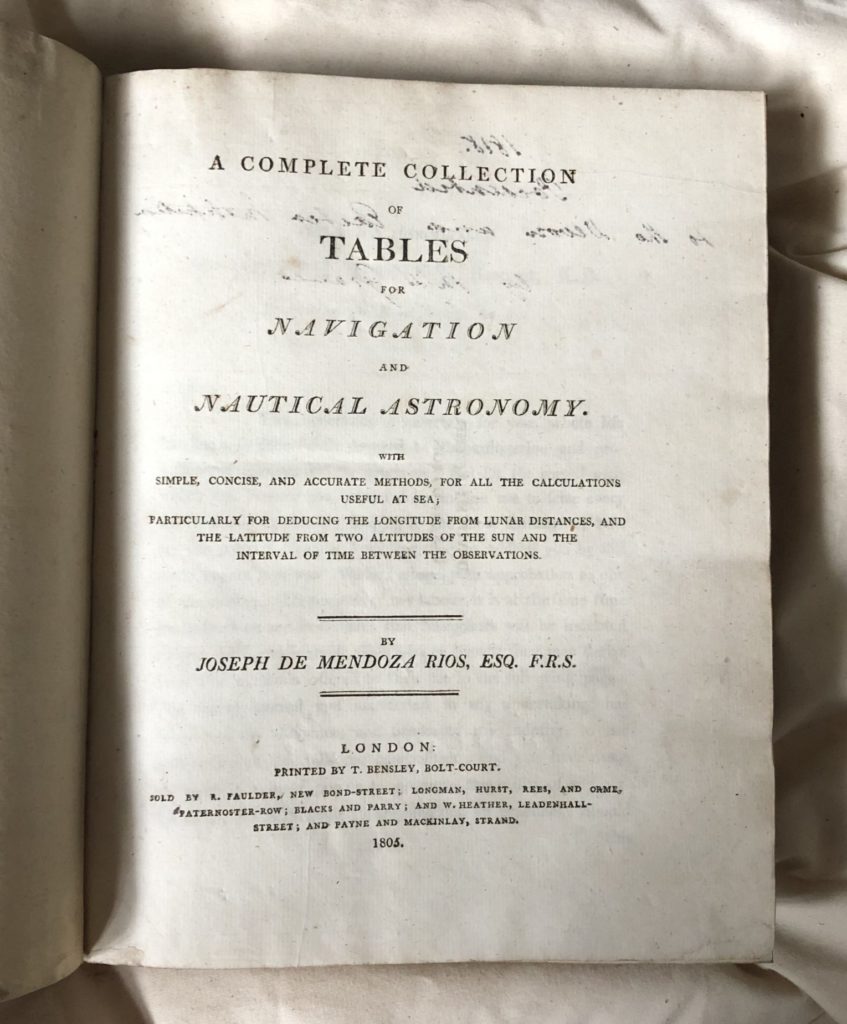 A COMPLETE COLLECTION
OF
TABLES
FOR
NAVIGATION
AND
NAUTICAL ASTRONOMY.
WITH
SIMPLE, CONCISE, AND ACCURATE METHODS, FOR ALL THE CALCULATIONS
USEFUL AT SEA;
PARTICULARLY FOR DEDUCING THE LONGITUDE FROM LUNAR DISTANCES, AND
THE LATITUDE FROM TWO ALTITUDES OF THE SUN AND THE
INTERVAL OF TIME BETWEEN THE OBSERVATIONS.
BY
JOSEPH DE MENDOZA RIOS, ESQ. F.R.S.
LONDON:
PRINTED BY T. BENSLEY, BOLT-COURT.
SOLD BY R. FAULDER, NEW BOND-STREET; LONGMAN, HURST, REES, AND ORME,
PATERNOSTER-ROW; BLACKS AND PARRY; AND W. HEATHER, LEADENHALL-
STREET; AND PAYNE AND MACKINLAY, STRAND.
1805.